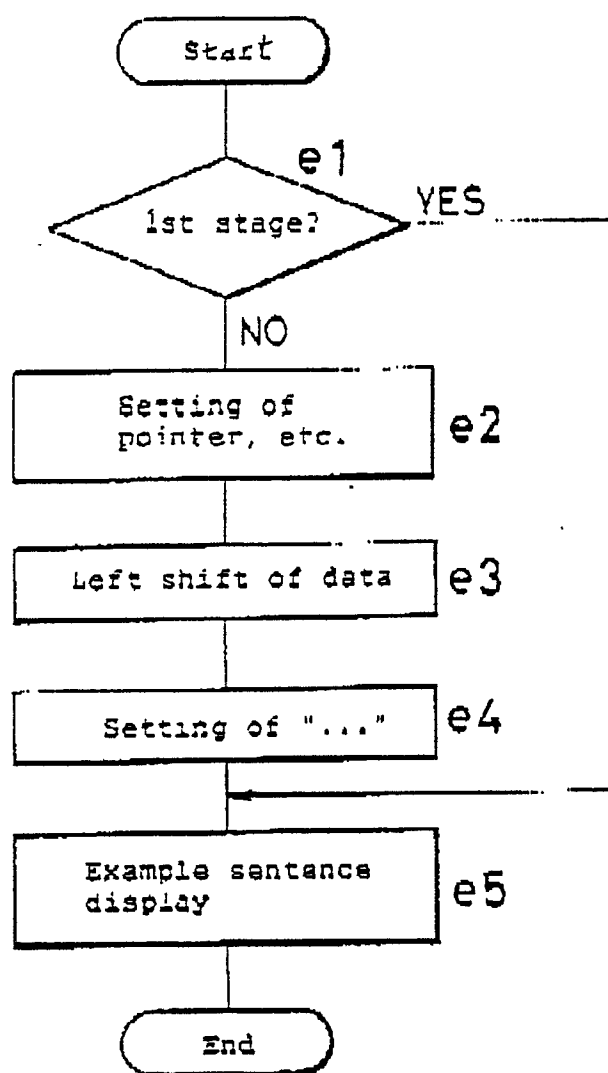 Start
e1
1st stage?
YES
NO
Setting of
pointer, etc.
e2
Left shift of data
e3
Setting of "..."
e4
Example sentance
display
e5
End